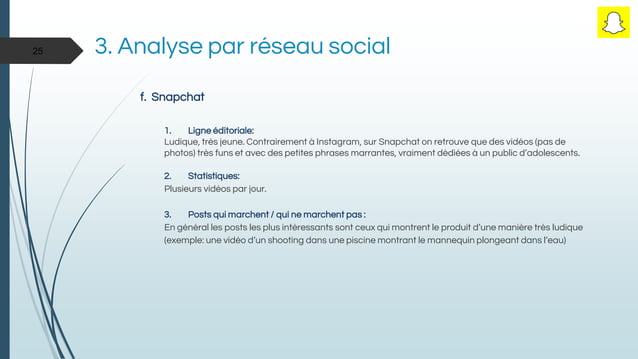 25
3. Analyse par réseau social
f. Snapchat
1. Ligne éditoriale:
Ludique, très jeune. Contrairement à Instagram, sur Snapchat on retrouve que des vidéos (pas de
photos) très funs et avec des petites phrases marrantes, vraiment dédiées à un public d'adolescents.
2. Statistiques:
Plusieurs vidéos par jour.
3. Posts qui marchent / qui ne marchent pas :
En général les posts les plus intéressants sont ceux qui montrent le produit d'une manière très ludique
(exemple: une vidéo d'un shooting dans une piscine montrant le mannequin plongeant dans l'eau)